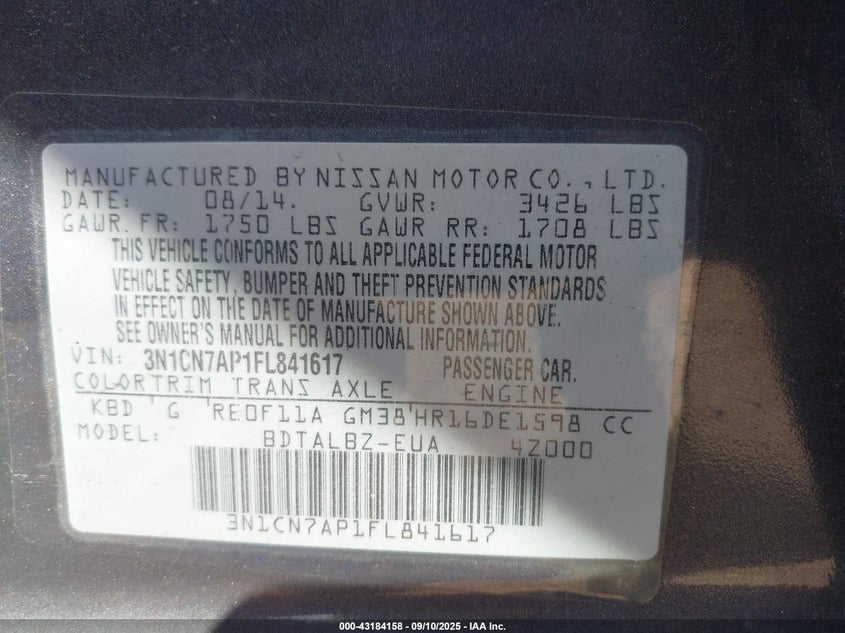 MANUFACTURED BY NISSAN MOTOR CO., LTD.
DATE: 08/14. GVWR: 3426 LBS
GAWR. FR: 1750 LBS GAWR RR: 1708 LBS
THIS VEHICLE CONFORMS TO ALL APPLICABLE FEDERAL MOTOR
VEHICLE SAFETY, BUMPER AND THEFT PREVENTION STANDARDS
IN EFFECT ON THE DATE OF MANUFACTURE SHOWN ABOVE.
SEE OWNER'S MANUAL FOR ADDITIONAL INFORMATION.
VIN: 3N1CN7AP1FL841617 PASSENGER CAR.
COLOR TRIM TRANS AXLE ENGINE
KBD G RE0F11A GM38 HR16DE1598 CC
MODEL: BDTALBZ-EUA 4Z000
3N1CN7AP1FL841617
000-43184158 - 09/10/2025 - IAA Inc.